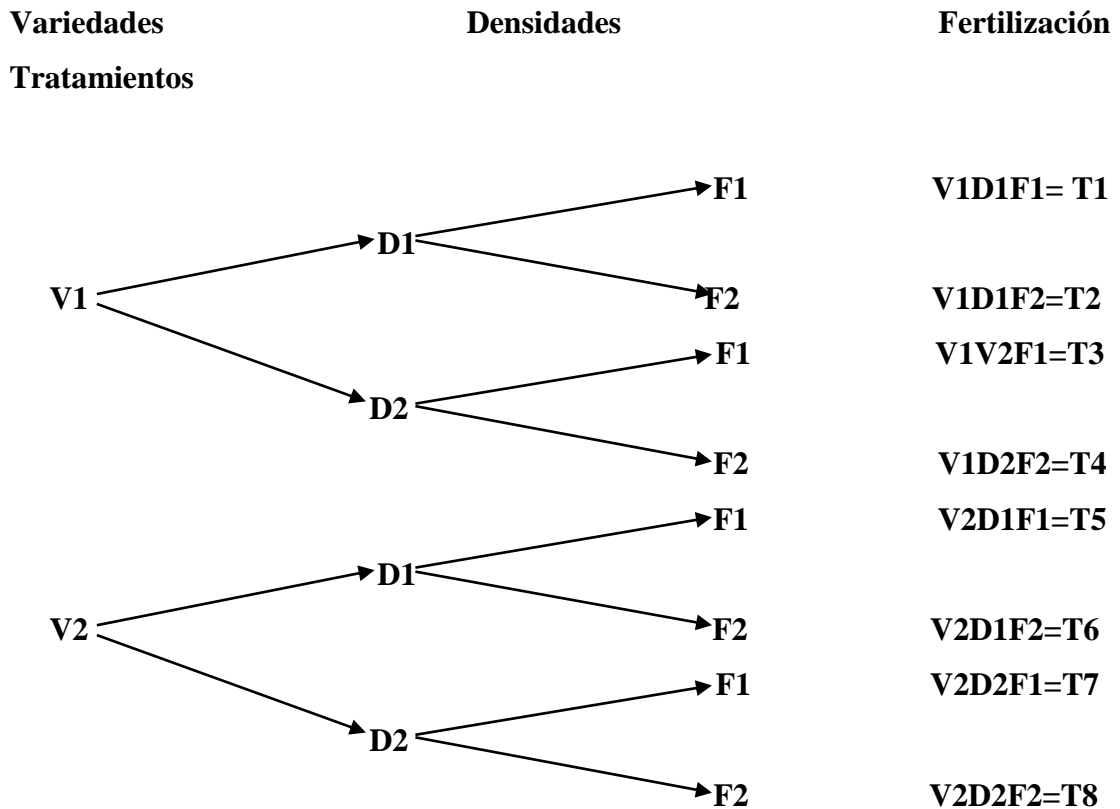 Variedades Densidades Fertilización
Tratamientos
F1 V1D1F1= T1
D1
V1 F2 V1D1F2=T2
F1 V1V2F1=T3
D2
F2 V1D2F2=T4
F1 V2D1F1=T5
D1
V2 F2 V2D1F2=T6
F1 V2D2F1=T7
D2
F2 V2D2F2=T8